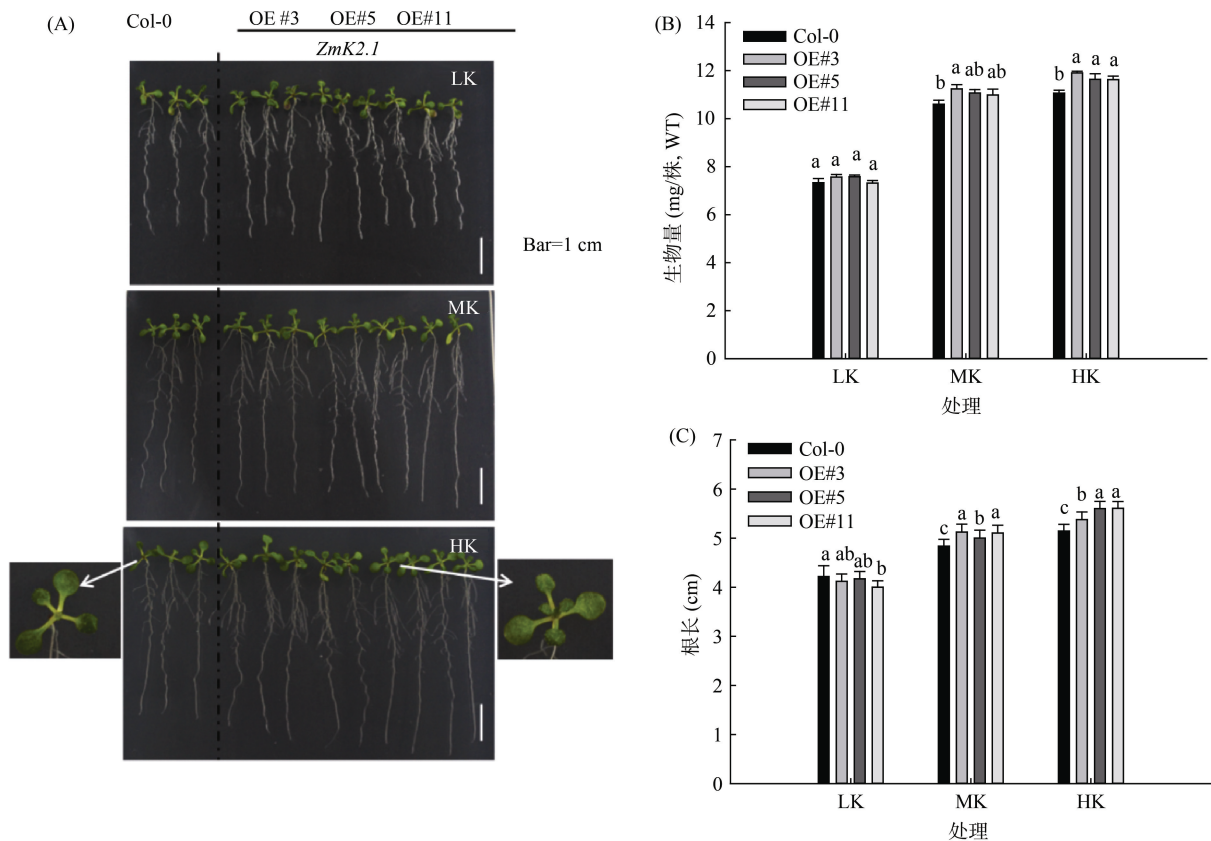 (A)
Col-0
OE #3 OE#5 OE#11
ZmK2.1
LK
Bar=1 cm
MK
HK
(B)
Col-0
OE#3
OE#5
OE#11
14
12
10
8
6
4
2
0
a a a a
b a ab ab
b a a a
生物量 (mg/株, WT)
LK MK HK
处理
(C)
Col-0
OE#3
OE#5
OE#11
7
6
5
4
3
2
1
0
a ab ab b
c a b a
c b a a
根长 (cm)
LK MK HK
处理